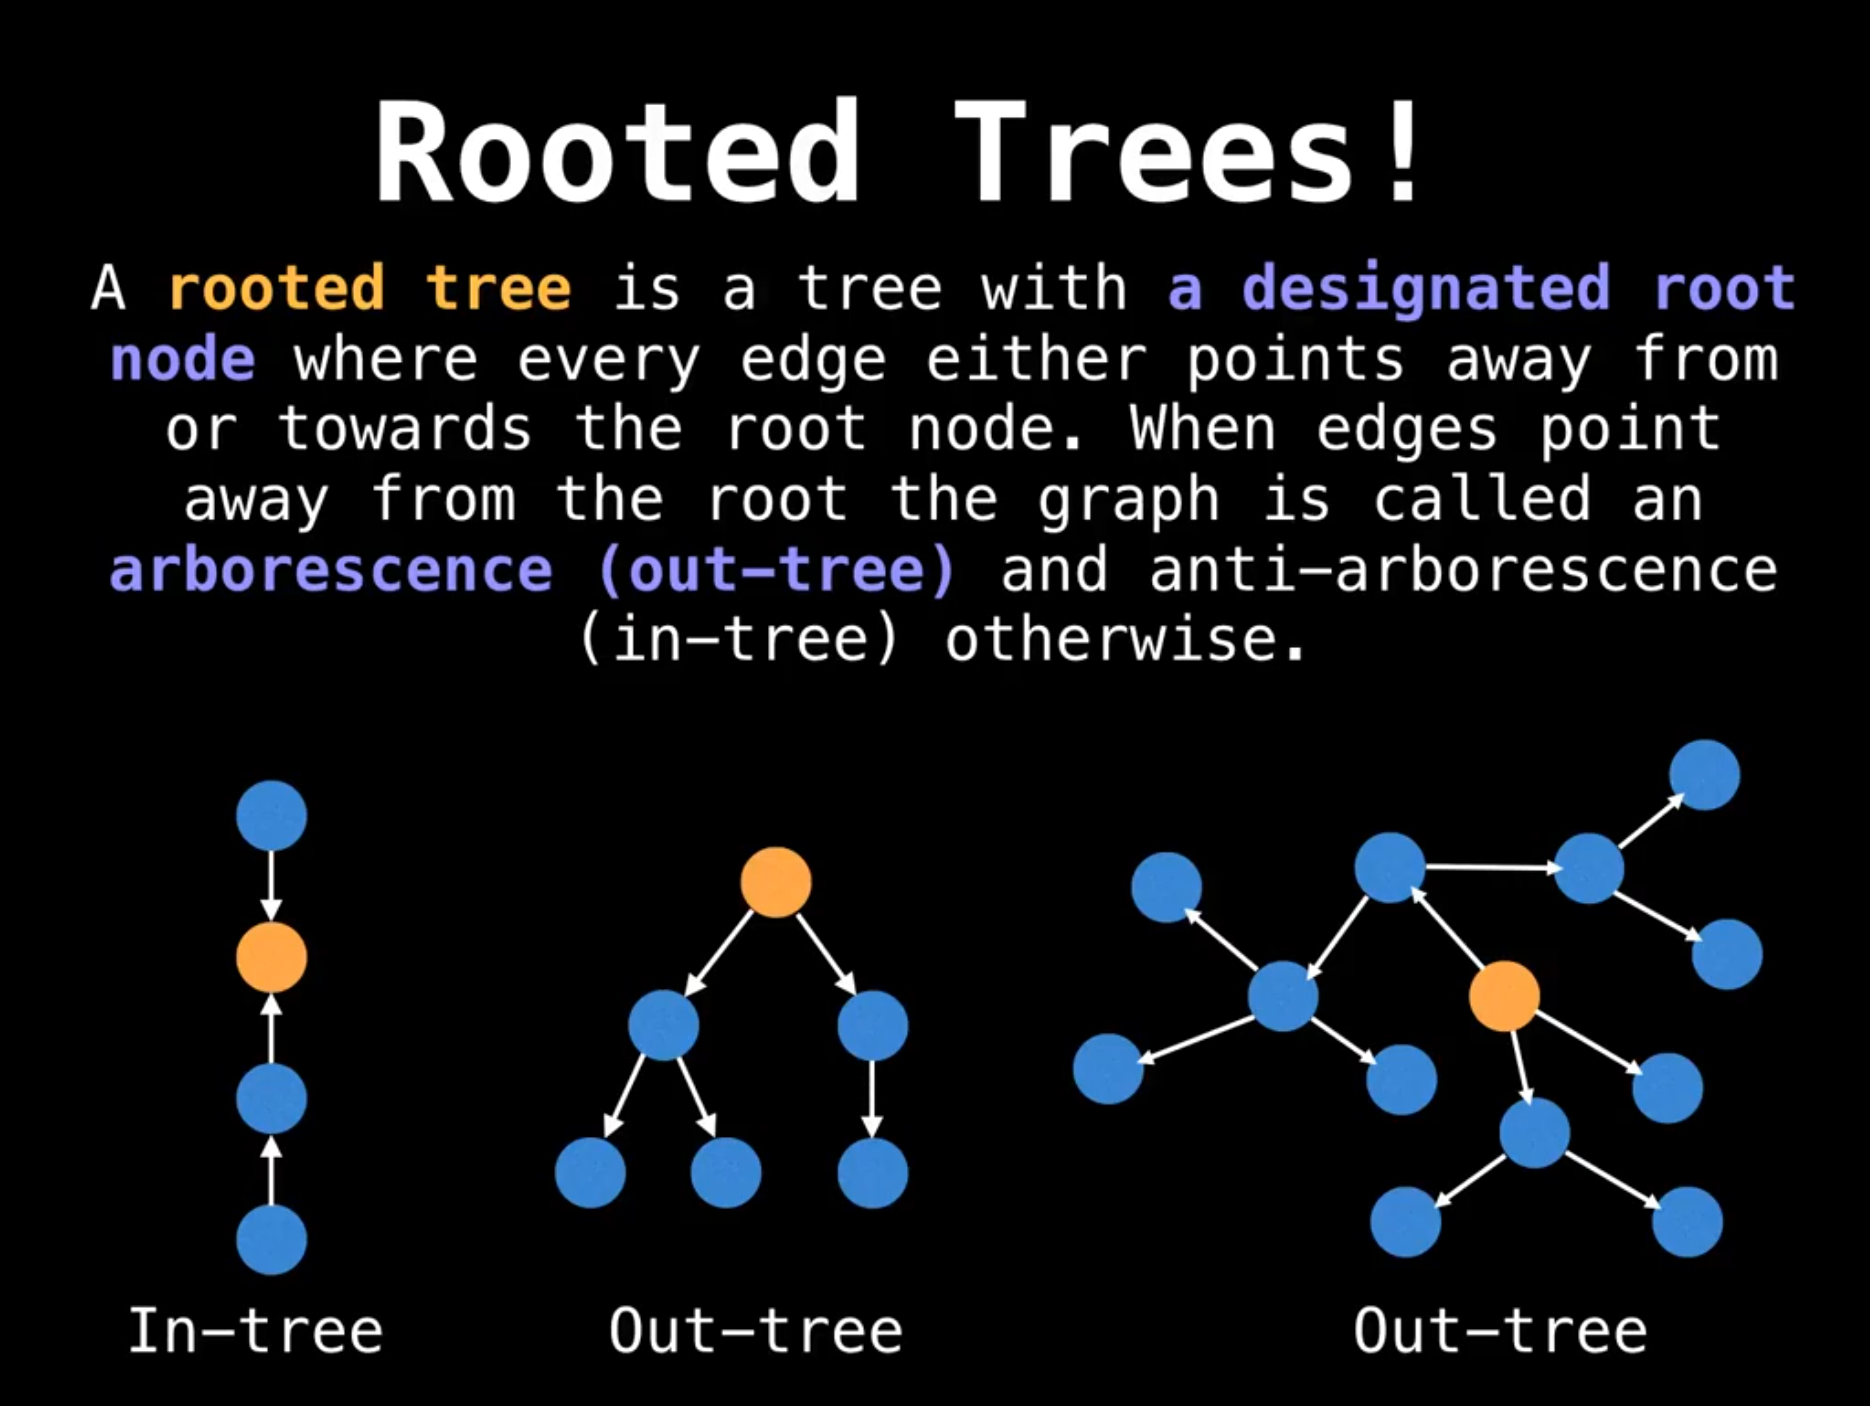 Rooted Trees!
A rooted tree is a tree with a designated root
node where every edge either points away from
or towards the root node. When edges point
away from the root the graph is called an
arborescence (out-tree) and anti-arborescence
(in-tree) otherwise.
In-tree
Out-tree
Out-tree